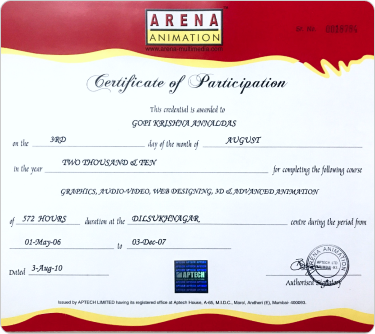 ARENA
ANIMATION
www.arena-multimedia.com
Certificate of Participation
This credential is awarded to
GOPI KRISHNA ANNALDAS
on the 3RD day of the month of AUGUST
in the year TWO THOUSAND & TEN for completing the following course
GRAPHICS, AUDIO-VIDEO, WEB DESIGNING, 3D & ADVANCED ANIMATION
of 572 HOURS duration at the DILSUKHNAGAR centre during the period from
01-May-06 to 03-Dec-07
Dated 3-Aug-10
APTECH
ARENA ANIMATION
APTECH LTD
Authorised Signatory
Issued by APTECH LIMITED having its registered office at Aptech House, A-65, M.I.D.C., Marol, Andheri (E), Mumbai- 400093.